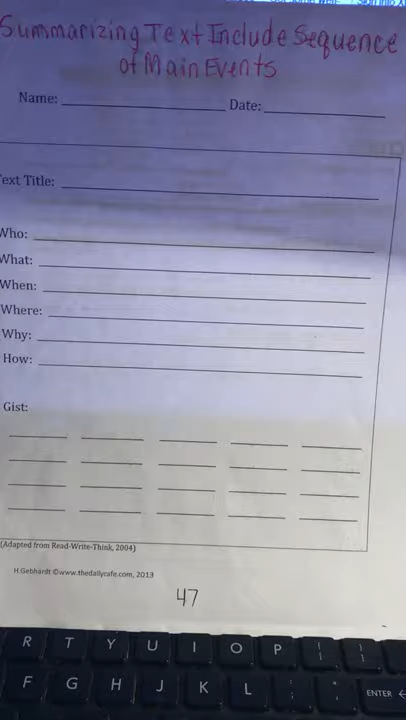 Summarizing Text Include Sequence
of Main Events
Name: Date:
Text Title:
Who:
What:
When:
Where:
Why:
How:
Gist:
(Adapted from Read-Write-Think, 2004)
H.Gebhardt ©www.thedailycafe.com, 2013
47
R T Y U I O P
F G H J K L
ENTER